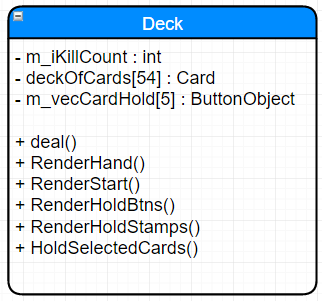 Deck
- m_iKillCount : int
- deckOfCards[54] : Card
- m_vecCardHold[5] : ButtonObject
+ deal()
+ RenderHand()
+ RenderStart()
+ RenderHoldBtns()
+ RenderHoldStamps()
+ HoldSelectedCards()